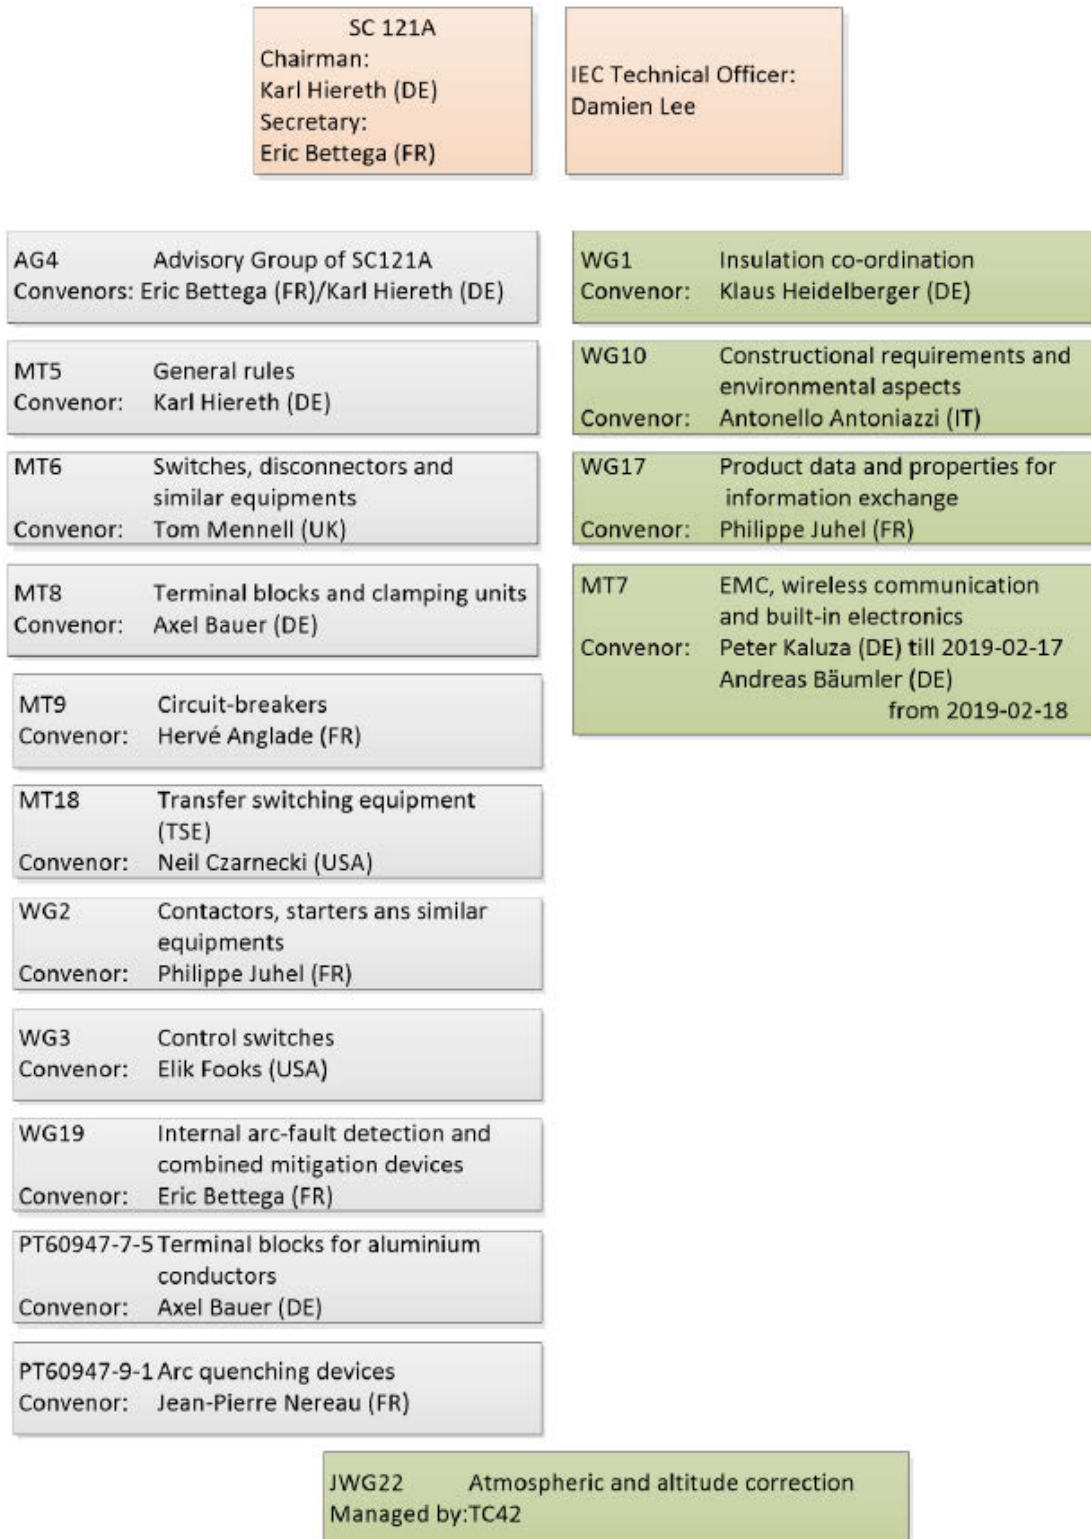 SC 121A
Chairman:
Karl Hiereth (DE)
Secretary:
Eric Bettega (FR)
IEC Technical Officer:
Damien Lee
AG4 Advisory Group of SC121A
Convenors: Eric Bettega (FR)/Karl Hiereth (DE)
MT5 General rules
Convenor: Karl Hiereth (DE)
MT6 Switches, disconnectors and
similar equipments
Convenor: Tom Mennell (UK)
MT8 Terminal blocks and clamping units
Convenor: Axel Bauer (DE)
MT9 Circuit-breakers
Convenor: Hervé Anglade (FR)
MT18 Transfer switching equipment
(TSE)
Convenor: Neil Czarnecki (USA)
WG2 Contactors, starters ans similar
equipments
Convenor: Philippe Juhel (FR)
WG3 Control switches
Convenor: Elik Fooks (USA)
WG19 Internal arc-fault detection and
combined mitigation devices
Convenor: Eric Bettega (FR)
PT60947-7-5 Terminal blocks for aluminium
conductors
Convenor: Axel Bauer (DE)
PT60947-9-1 Arc quenching devices
Convenor: Jean-Pierre Nereau (FR)
WG1 Insulation co-ordination
Convenor: Klaus Heidelberger (DE)
WG10 Constructional requirements and
environmental aspects
Convenor: Antonello Antoniazzi (IT)
WG17 Product data and properties for
information exchange
Convenor: Philippe Juhel (FR)
MT7 EMC, wireless communication
and built-in electronics
Convenor: Peter Kaluza (DE) till 2019-02-17
Andreas Bäumler (DE)
from 2019-02-18
JWG22 Atmospheric and altitude correction
Managed by:TC42